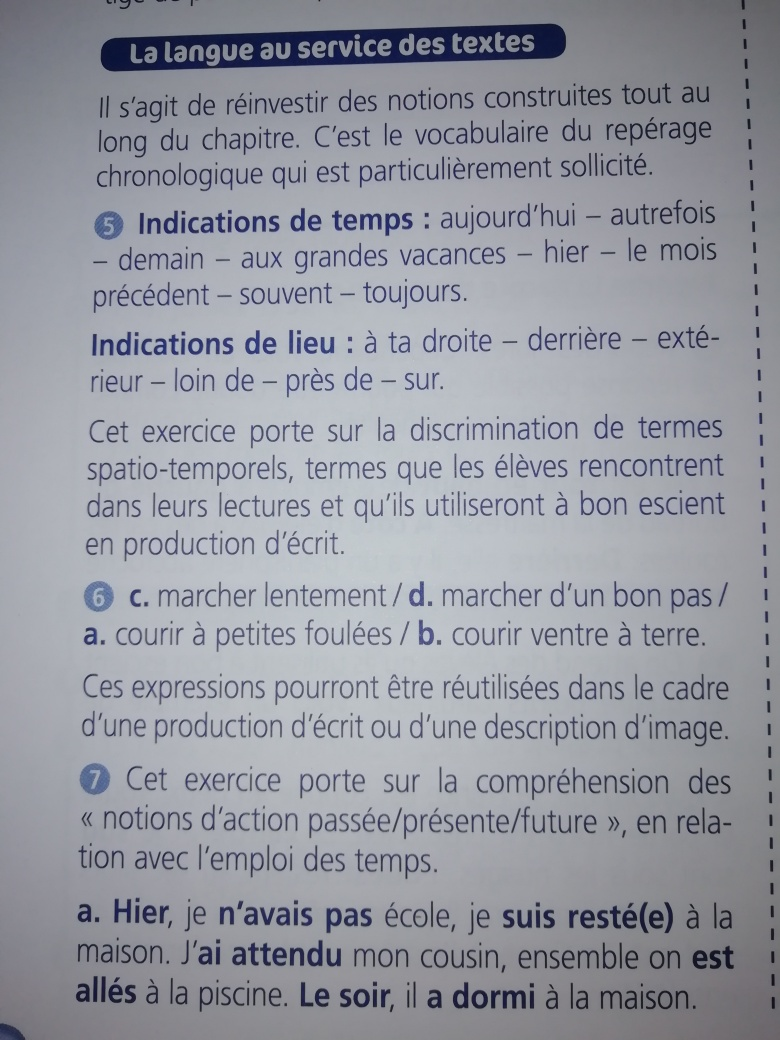 La langue au service des textes
Il s'agit de réinvestir des notions construites tout au
long du chapitre. C'est le vocabulaire du repérage
chronologique qui est particulièrement sollicité.
5 Indications de temps : aujourd'hui – autrefois
– demain – aux grandes vacances – hier – le mois
précédent – souvent – toujours.
Indications de lieu : à ta droite – derrière – exté-
rieur – loin de – près de – sur.
Cet exercice porte sur la discrimination de termes
spatio-temporels, termes que les élèves rencontrent
dans leurs lectures et qu'ils utiliseront à bon escient
en production d'écrit.
6 c. marcher lentement / d. marcher d'un bon pas /
a. courir à petites foulées / b. courir ventre à terre.
Ces expressions pourront être réutilisées dans le cadre
d'une production d'écrit ou d'une description d'image.
7 Cet exercice porte sur la compréhension des
« notions d'action passée/présente/future », en rela-
tion avec l'emploi des temps.
a. Hier, je n'avais pas école, je suis resté(e) à la
maison. J'ai attendu mon cousin, ensemble on est
allés à la piscine. Le soir, il a dormi à la maison.